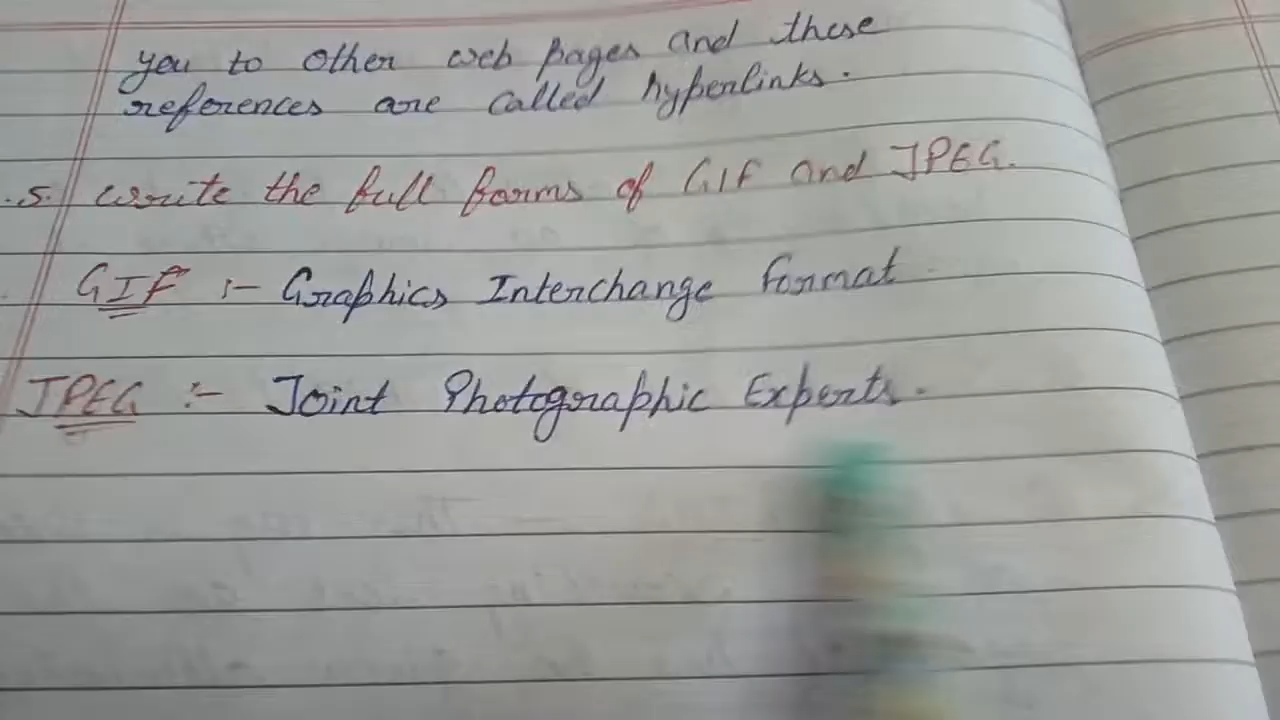 you to other web pages and these
references are called hyperlinks.
.5. Write the full forms of GIF and JPEG.
GIF :- Graphics Interchange Format
JPEG :- Joint Photographic Experts.